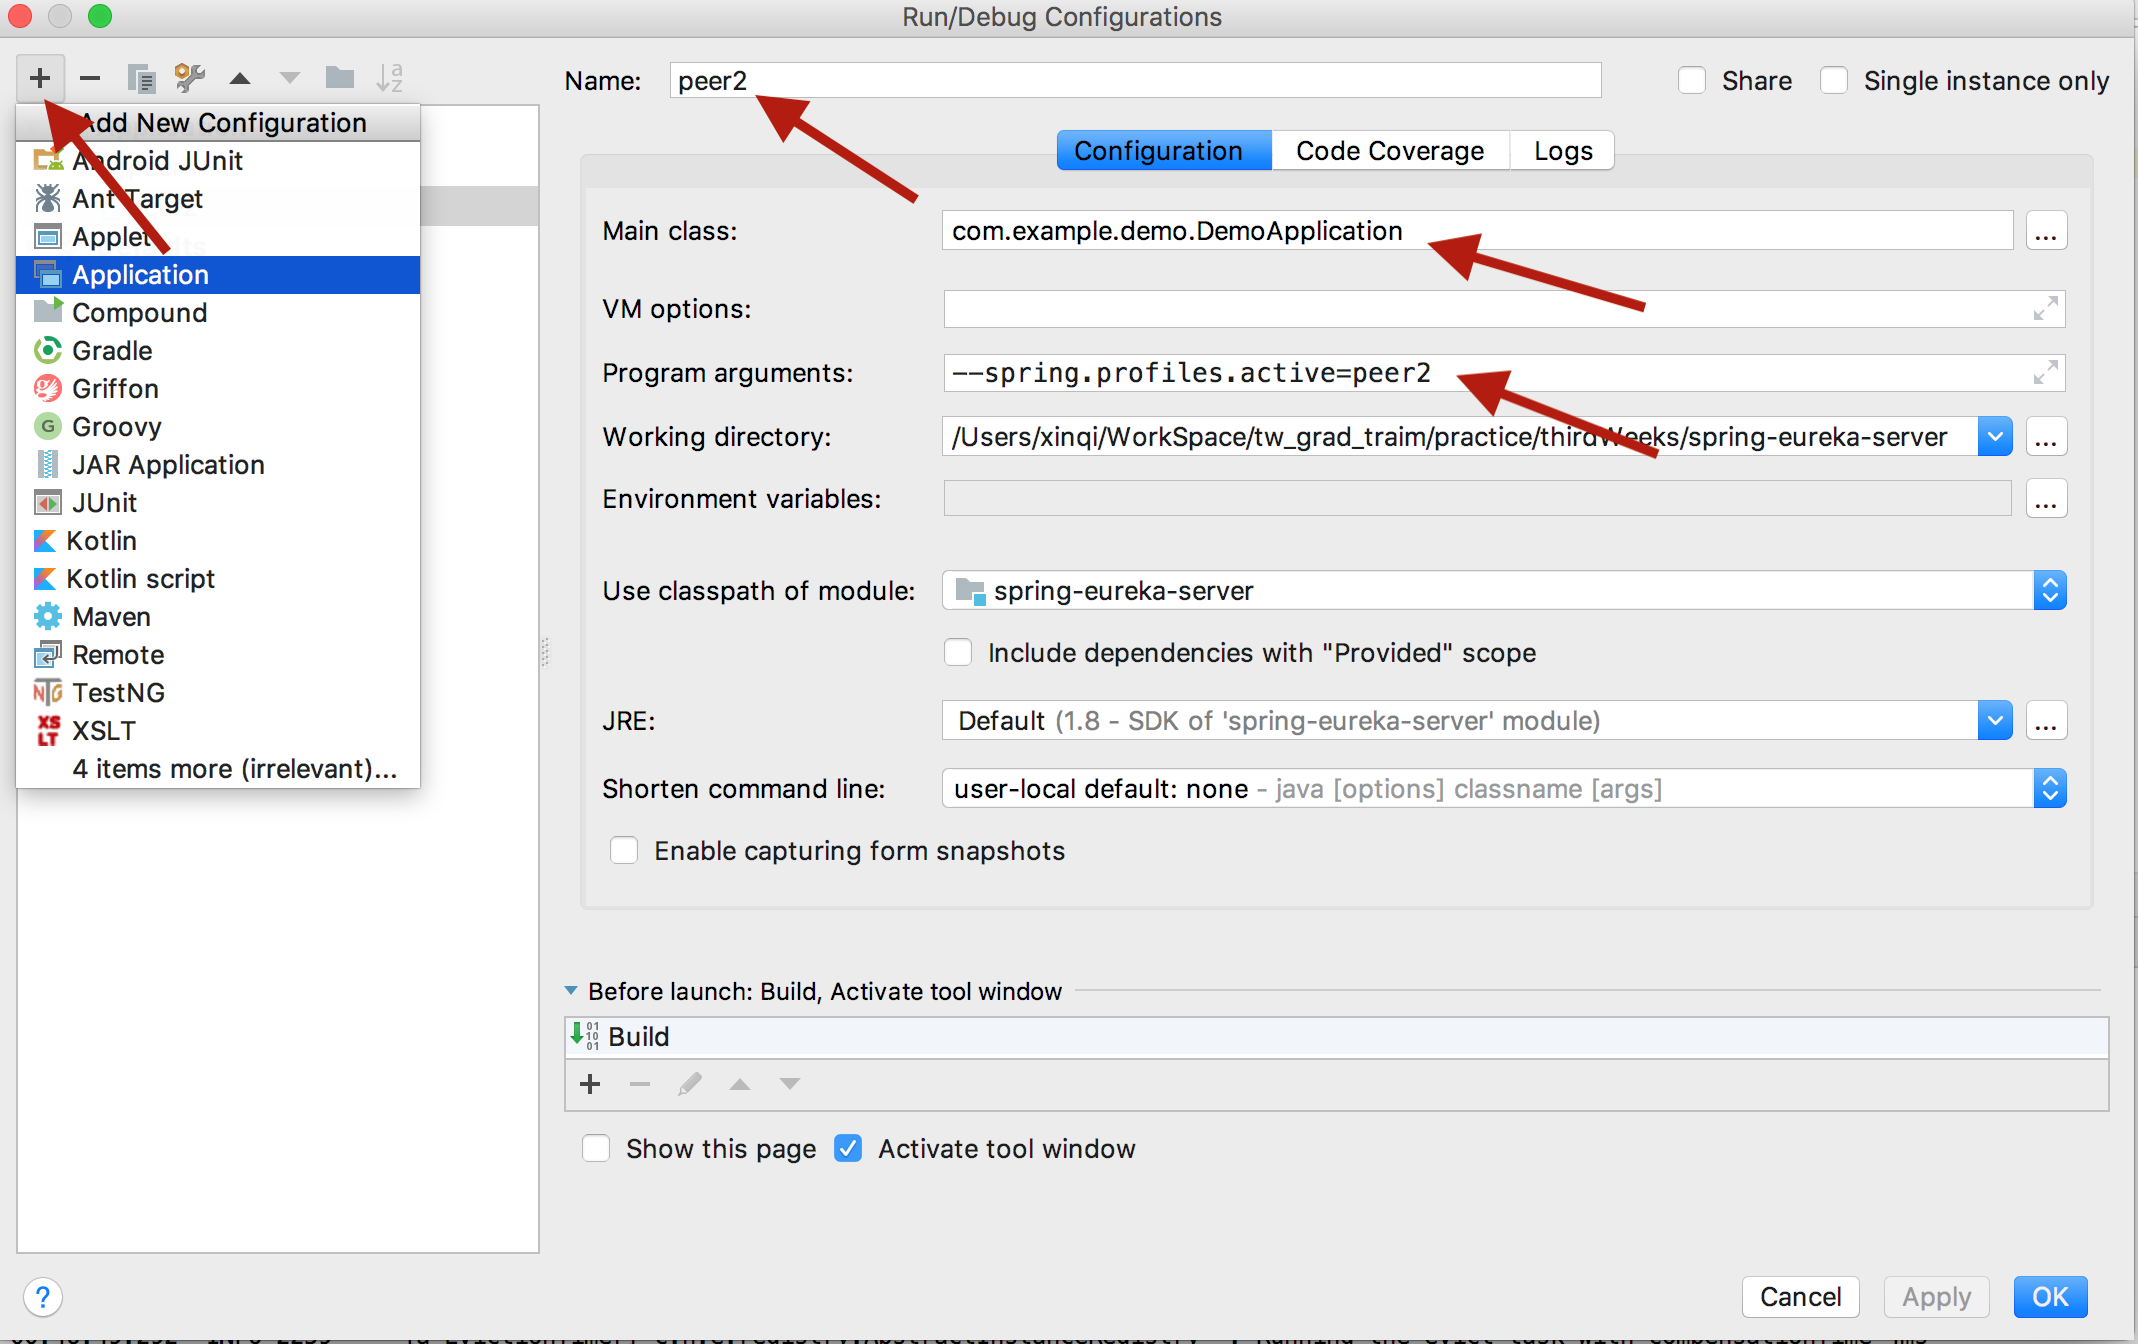 Run/Debug Configurations
Name: peer2
Share
Single instance only
Add New Configuration
Android JUnit
Ant Target
Applet
Application
Compound
Gradle
Griffon
Groovy
JAR Application
JUnit
Kotlin
Kotlin script
Maven
Remote
TestNG
XSLT
4 items more (irrelevant)...
Configuration
Code Coverage
Logs
Main class: com.example.demo.DemoApplication ...
VM options:
Program arguments: --spring.profiles.active=peer2
Working directory: /Users/xinqi/WorkSpace/tw_grad_traim/practice/thirdWeeks/spring-eureka-server ...
Environment variables: ...
Use classpath of module: spring-eureka-server
Include dependencies with "Provided" scope
JRE: Default (1.8 - SDK of 'spring-eureka-server' module) ...
Shorten command line: user-local default: none - java [options] classname [args]
Enable capturing form snapshots
Before launch: Build, Activate tool window
Build
Show this page
Activate tool window
?
Cancel
Apply
OK